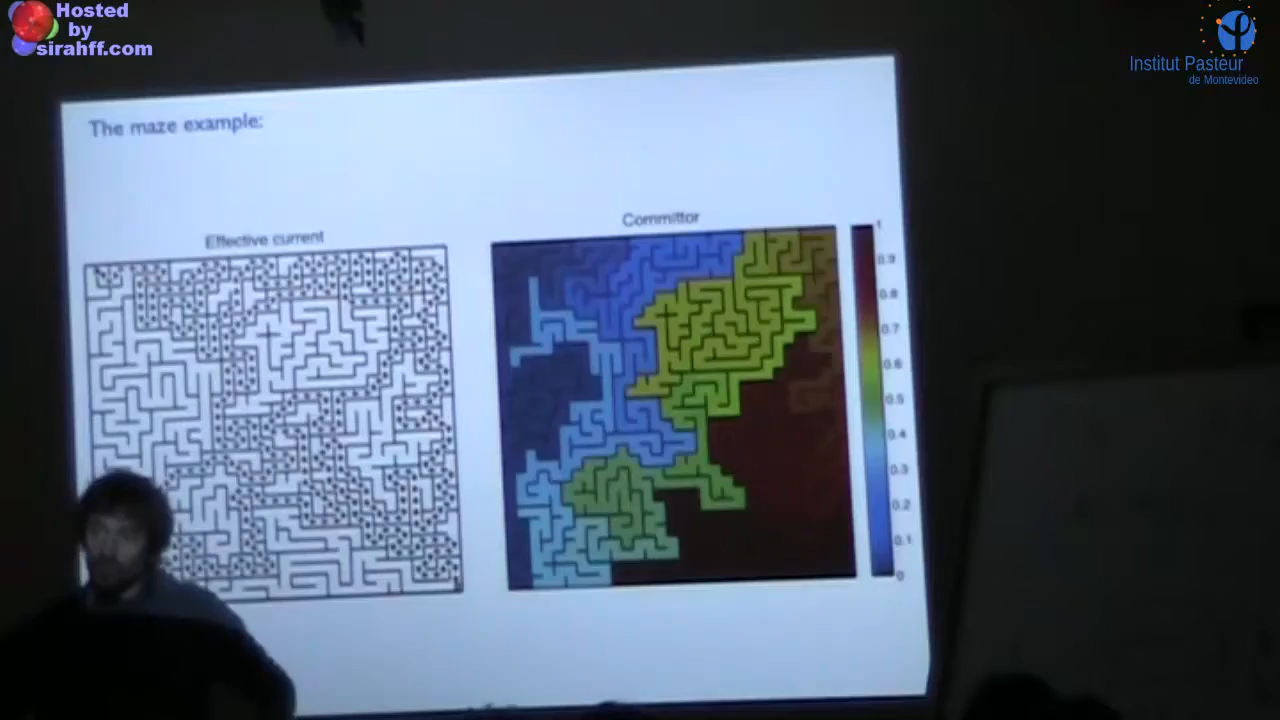 Hosted
by
sirahff.com
Institut Pasteur
de Montevideo
The maze example:
Effective current
Committor
1
0.9
0.8
0.7
0.6
0.5
0.4
0.3
0.2
0.1
0